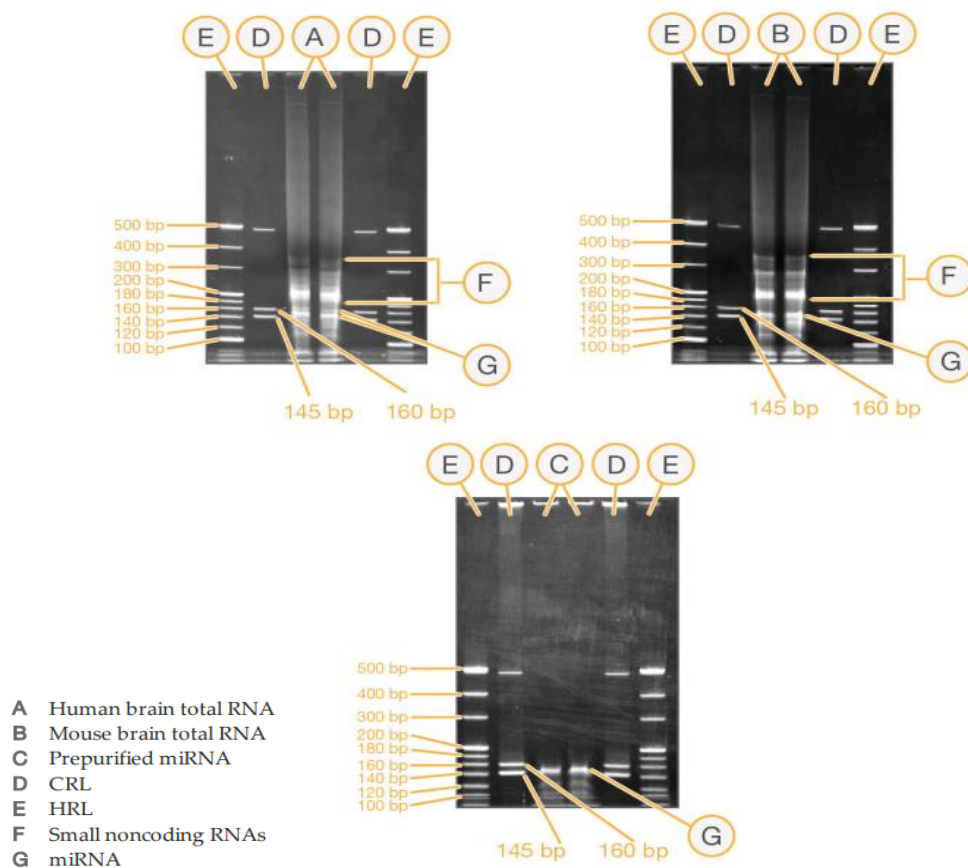 E D A D E
500 bp
400 bp
300 bp
200 bp
180 bp
160 bp
140 bp
120 bp
100 bp
F
G
145 bp 160 bp
E D B D E
500 bp
400 bp
300 bp
200 bp
180 bp
160 bp
140 bp
120 bp
100 bp
F
G
145 bp 160 bp
E D C D E
500 bp
400 bp
300 bp
200 bp
180 bp
160 bp
140 bp
120 bp
100 bp
G
145 bp 160 bp
A Human brain total RNA
B Mouse brain total RNA
C Prepurified miRNA
D CRL
E HRL
F Small noncoding RNAs
G miRNA